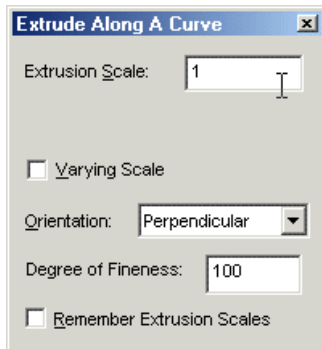 Extrude Along A Curve
Extrusion Scale: 1
Varying Scale
Orientation: Perpendicular
Degree of Fineness: 100
Remember Extrusion Scales